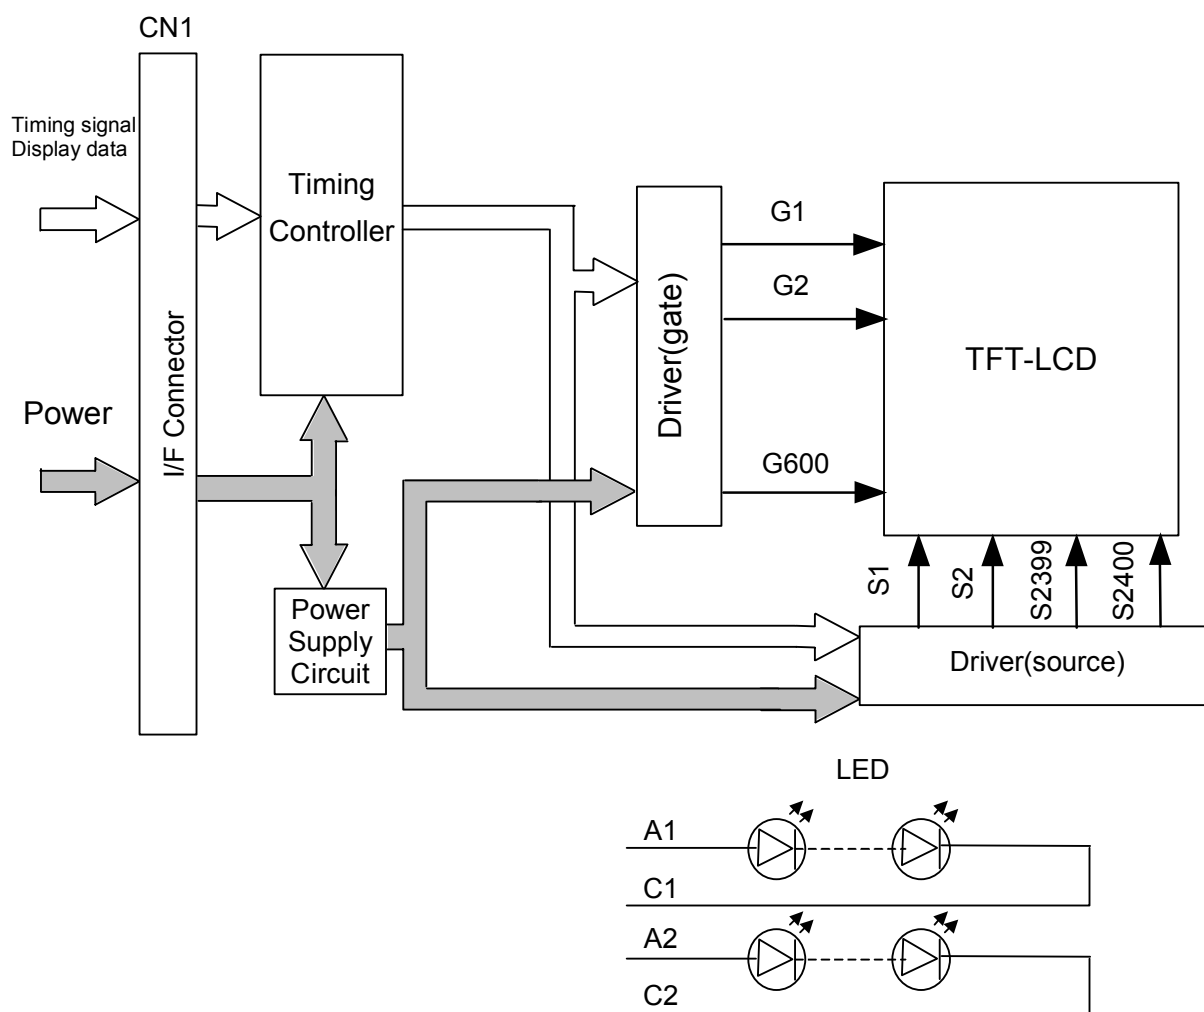 CN1
Timing signal
Display data
Power
I/F Connector
Timing
Controller
Power
Supply
Circuit
Driver(gate)
G1
G2
G600
TFT-LCD
S1
S2
S2399
S2400
Driver(source)
LED
A1
C1
A2
C2